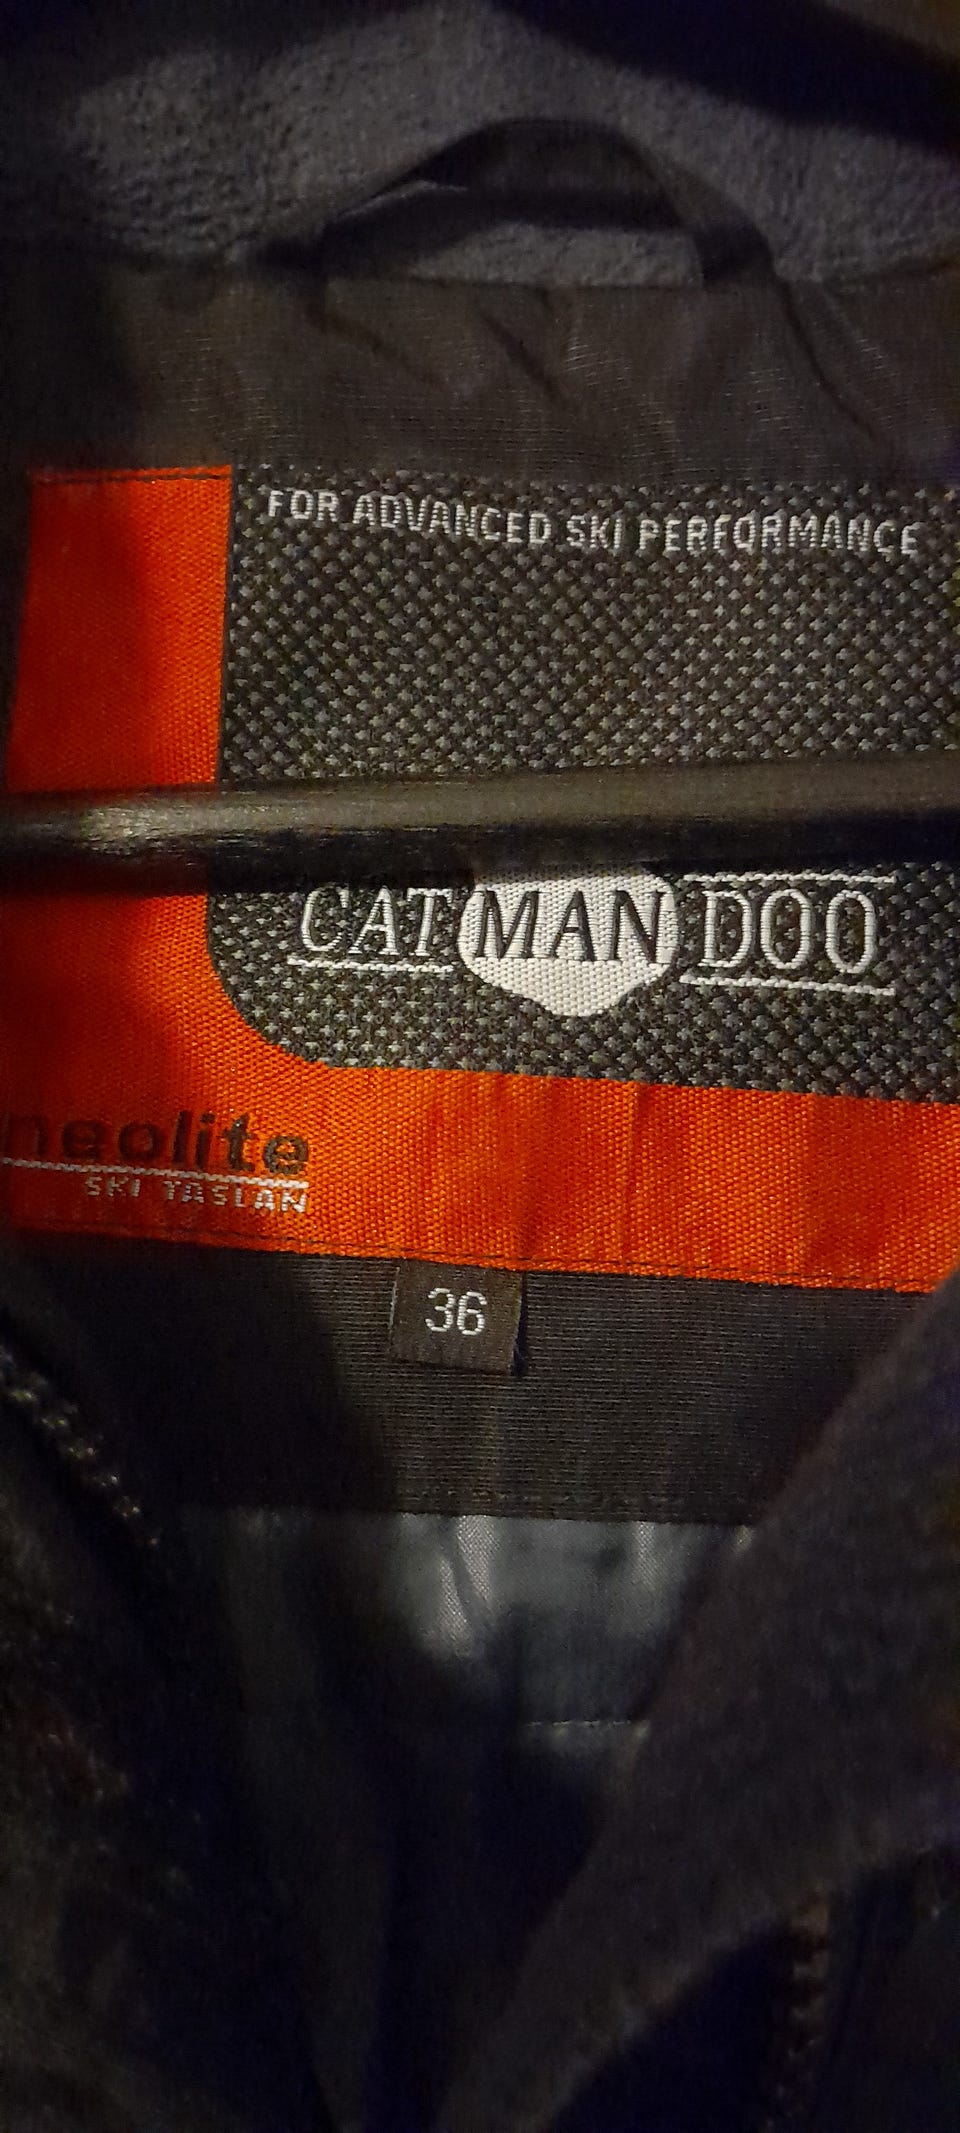 FOR ADVANCED SKI PERFORMANCE
CATMANDOO
neolite
SKI TASLAN
36